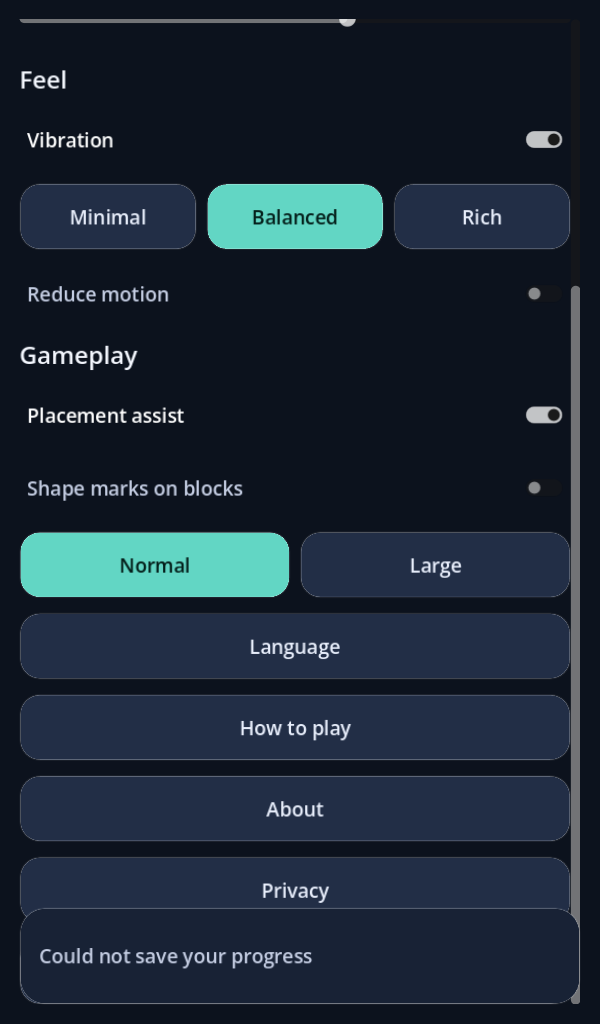 Feel
Vibration
Minimal
Balanced
Rich
Reduce motion
Gameplay
Placement assist
Shape marks on blocks
Normal
Large
Language
How to play
About
Privacy
Could not save your progress